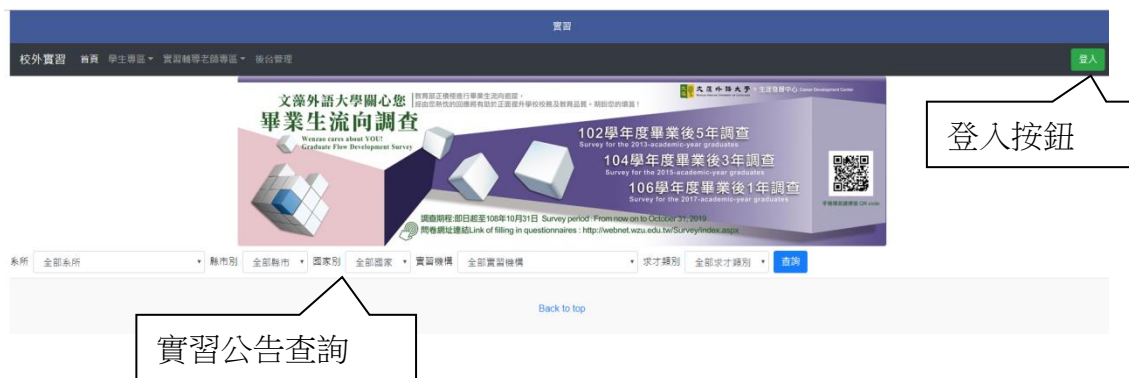 實習
校外實習 首頁 學生專區 實習輔導老師專區 後台管理 登入
文藻外語大學關心您
教育部正積極進行畢業生流向追蹤，
經由您熱忱的回應將有助於正面提升學校校務及教育品質。期盼您的填答！
文藻外語大學 生涯發展中心 Career Development Center
畢業生流向調查
Wenzao cares about YOU!
Graduate Flow Development Survey
102學年度畢業後5年調查
Survey for the 2013-academic-year graduates
104學年度畢業後3年調查
Survey for the 2015-academic-year graduates
106學年度畢業後1年調查
Survey for the 2017-academic-year graduates
調查期程:即日起至108年10月31日 Survey period : From now on to October 31, 2019
問卷網址連結Link of filling in questionnaires : http://webnet.wzu.edu.tw/Survey/index.aspx
登入按鈕
系所 全部系所 縣市別 全部縣市 國家別 全部國家 實習機構 全部實習機構 求才類別 全部求才類別 查詢
Back to top
實習公告查詢